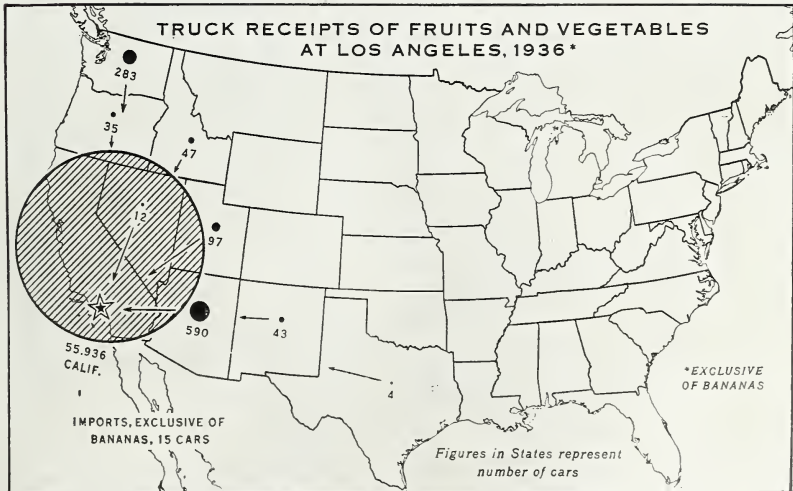 TRUCK RECEIPTS OF FRUITS AND VEGETABLES
AT LOS ANGELES, 1936*
283
35
47
12
97
590
43
4
55.936
CALIF.
IMPORTS, EXCLUSIVE OF
BANANAS, 15 CARS
*EXCLUSIVE
OF BANANAS
Figures in States represent
number of cars